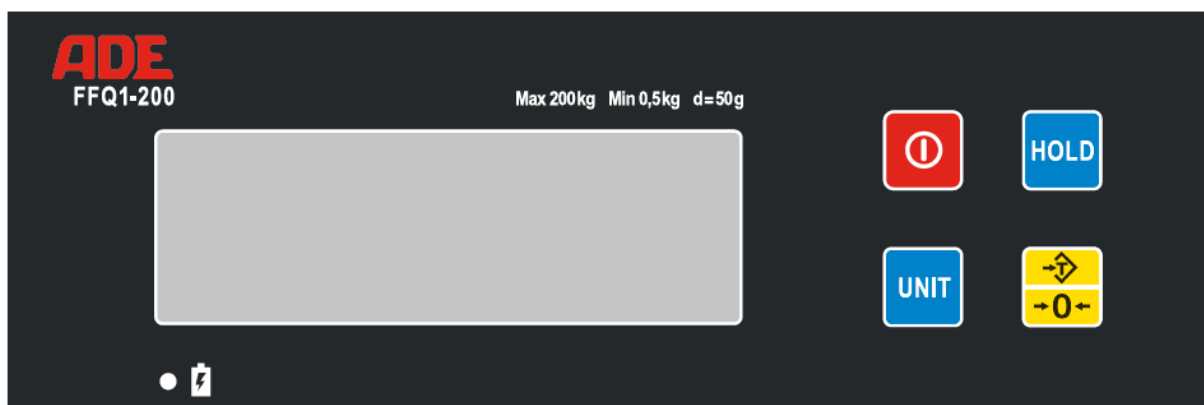 ADE
FFQ1-200
Max 200kg Min 0,5kg d=50g
HOLD
UNIT
→T
→0←